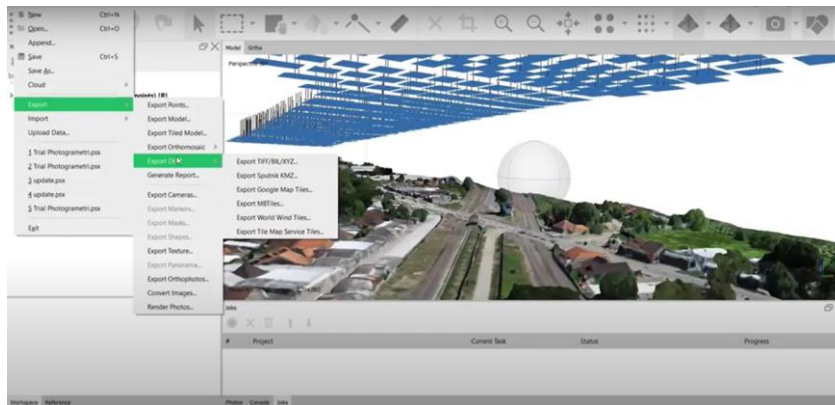 New Ctrl+N
Open... Ctrl+O
Append...
Save Ctrl+S
Save As...
Cloud
Export
Import
Upload Data...
1 Trial Photogrametri.psx
2 Trial Photogrametri.psx
3 update.psx
4 update.psx
5 Trial Photogrametri.psx
Exit
Export Points...
Export Model...
Export Tiled Model...
Export Orthomosaic
Export
Generate Report...
Export Cameras...
Export Markers...
Export Masks...
Export Shapes...
Export Texture...
Export Panorama...
Export Orthophotos...
Convert Images...
Render Photos...
Export TIFF/BIL/XYZ...
Export Sputnik KMZ...
Export Google Map Tiles...
Export MBTiles...
Export World Wind Tiles...
Export Tile Map Service Tiles...
Model Ortho
Jobs
# Project Current Task Status Progress
Workspace Reference
Photos Console Jobs